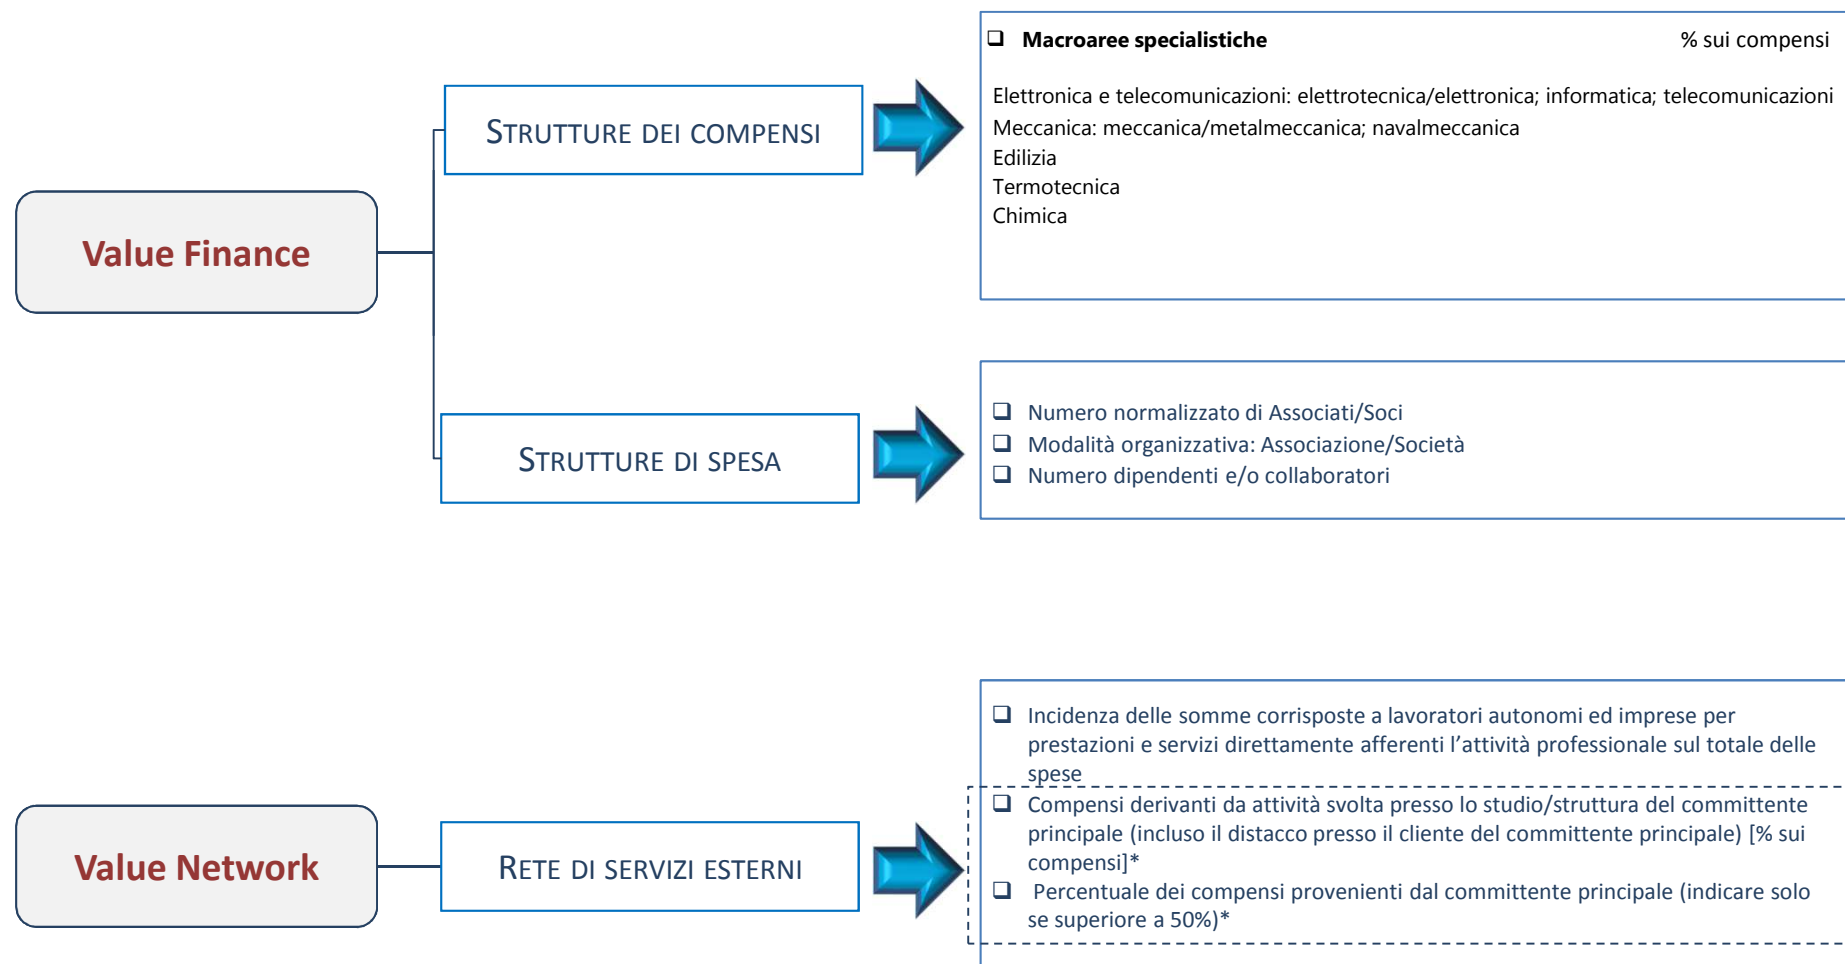 ❑ Macroaree specialistiche % sui compensi
Elettronica e telecomunicazioni: elettrotecnica/elettronica; informatica; telecomunicazioni
Meccanica: meccanica/metalmeccanica; navalmeccanica
Edilizia
Termotecnica
Chimica
STRUTTURE DEI COMPENSI
Value Finance
STRUTTURE DI SPESA
❑ Numero normalizzato di Associati/Soci
❑ Modalità organizzativa: Associazione/Società
❑ Numero dipendenti e/o collaboratori
Value Network
RETE DI SERVIZI ESTERNI
❑ Incidenza delle somme corrisposte a lavoratori autonomi ed imprese per
prestazioni e servizi direttamente afferenti l’attività professionale sul totale delle
spese
❑ Compensi derivanti da attività svolta presso lo studio/struttura del committente
principale (incluso il distacco presso il cliente del committente principale) [% sui
compensi]*
❑ Percentuale dei compensi provenienti dal committente principale (indicare solo
se superiore a 50%)*